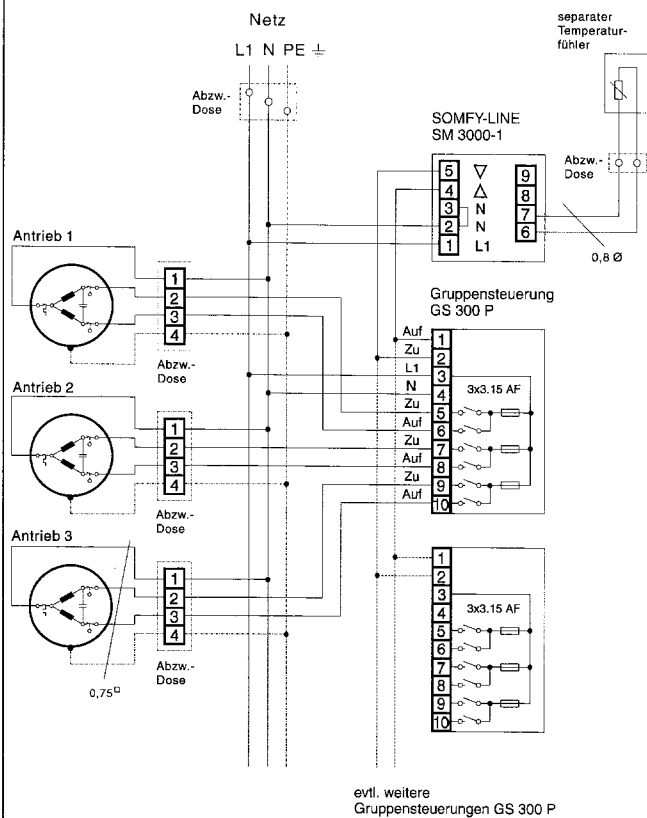 Netz
L1 N PE
Abzw.-
Dose
separater
Temperatur-
fühler
SOMFY-LINE
SM 3000-1
5 ▽ 9
4 △ 8
3 N 7
2 N 6
1 L1
Abzw.-
Dose
0,8 Ø
Antrieb 1
1
2
3
4
Abzw.-
Dose
Gruppensteuerung
GS 300 P
Auf 1
Zu 2
L1 3
N 4
Zu 5
Auf 6
Zu 7
Auf 8
Zu 9
Auf 10
3x3.15 AF
Antrieb 2
1
2
3
4
Abzw.-
Dose
Antrieb 3
1
2
3
4
Abzw.-
Dose
0,75□
1
2
3
4
5
6
7
8
9
10
3x3.15 AF
evtl. weitere
Gruppensteuerungen GS 300 P